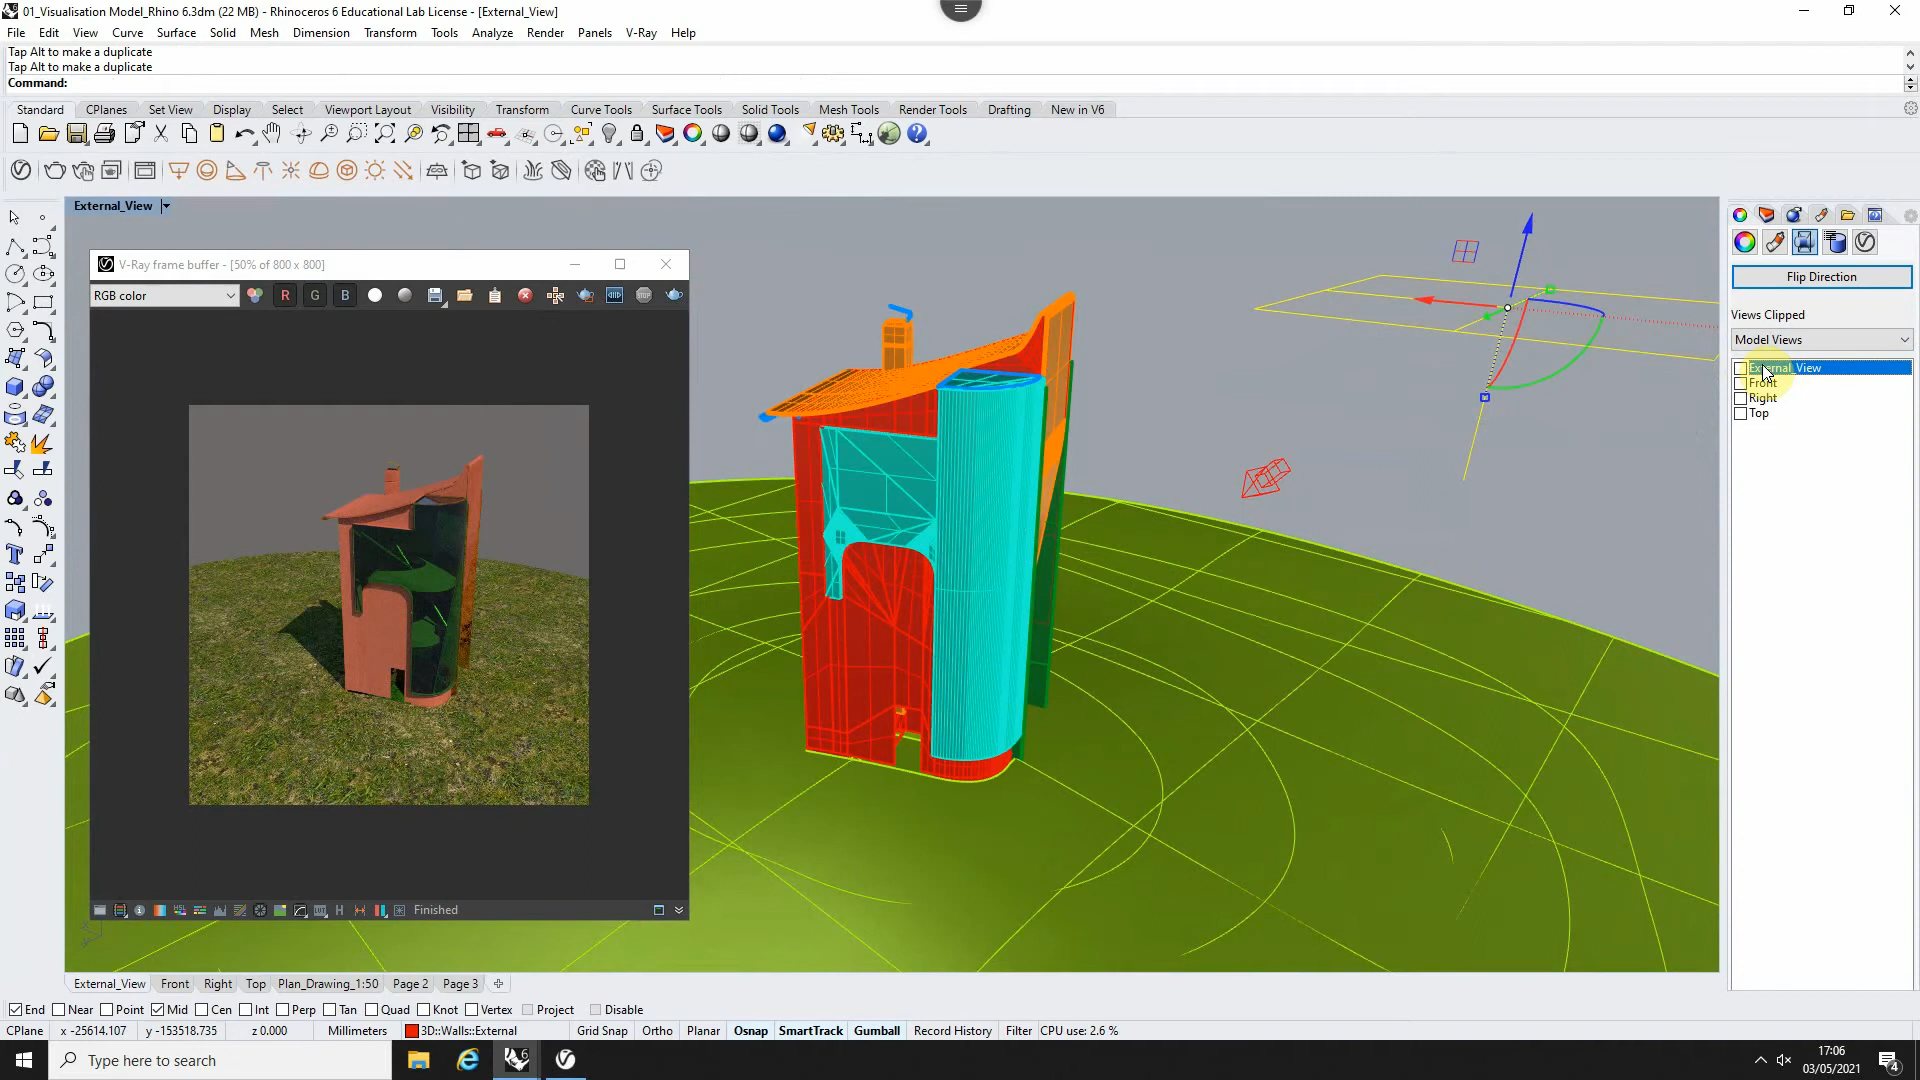 01_Visualisation Model_Rhino 6.3dm (22 MB) - Rhinoceros 6 Educational Lab License - [External_View]
File Edit View Curve Surface Solid Mesh Dimension Transform Tools Analyze Render Panels V-Ray Help
Tap Alt to make a duplicate
Tap Alt to make a duplicate
Command:
Standard CPlanes Set View Display Select Viewport Layout Visibility Transform Curve Tools Surface Tools Solid Tools Mesh Tools Render Tools Drafting New in V6
External_View
V-Ray frame buffer - [50% of 800 x 800]
RGB color R G B
Finished
Flip Direction
Views Clipped
Model Views
External_View
Front
Right
Top
External_View Front Right Top Plan_Drawing_1:50 Page 2 Page 3
End Near Point Mid Cen Int Perp Tan Quad Knot Vertex Project Disable
CPlane x -25614.107 y -153518.735 z 0.000 Millimeters 3D::Walls::External Grid Snap Ortho Planar Osnap SmartTrack Gumball Record History Filter CPU use: 2.6 %
Type here to search
17:06
03/05/2021
4